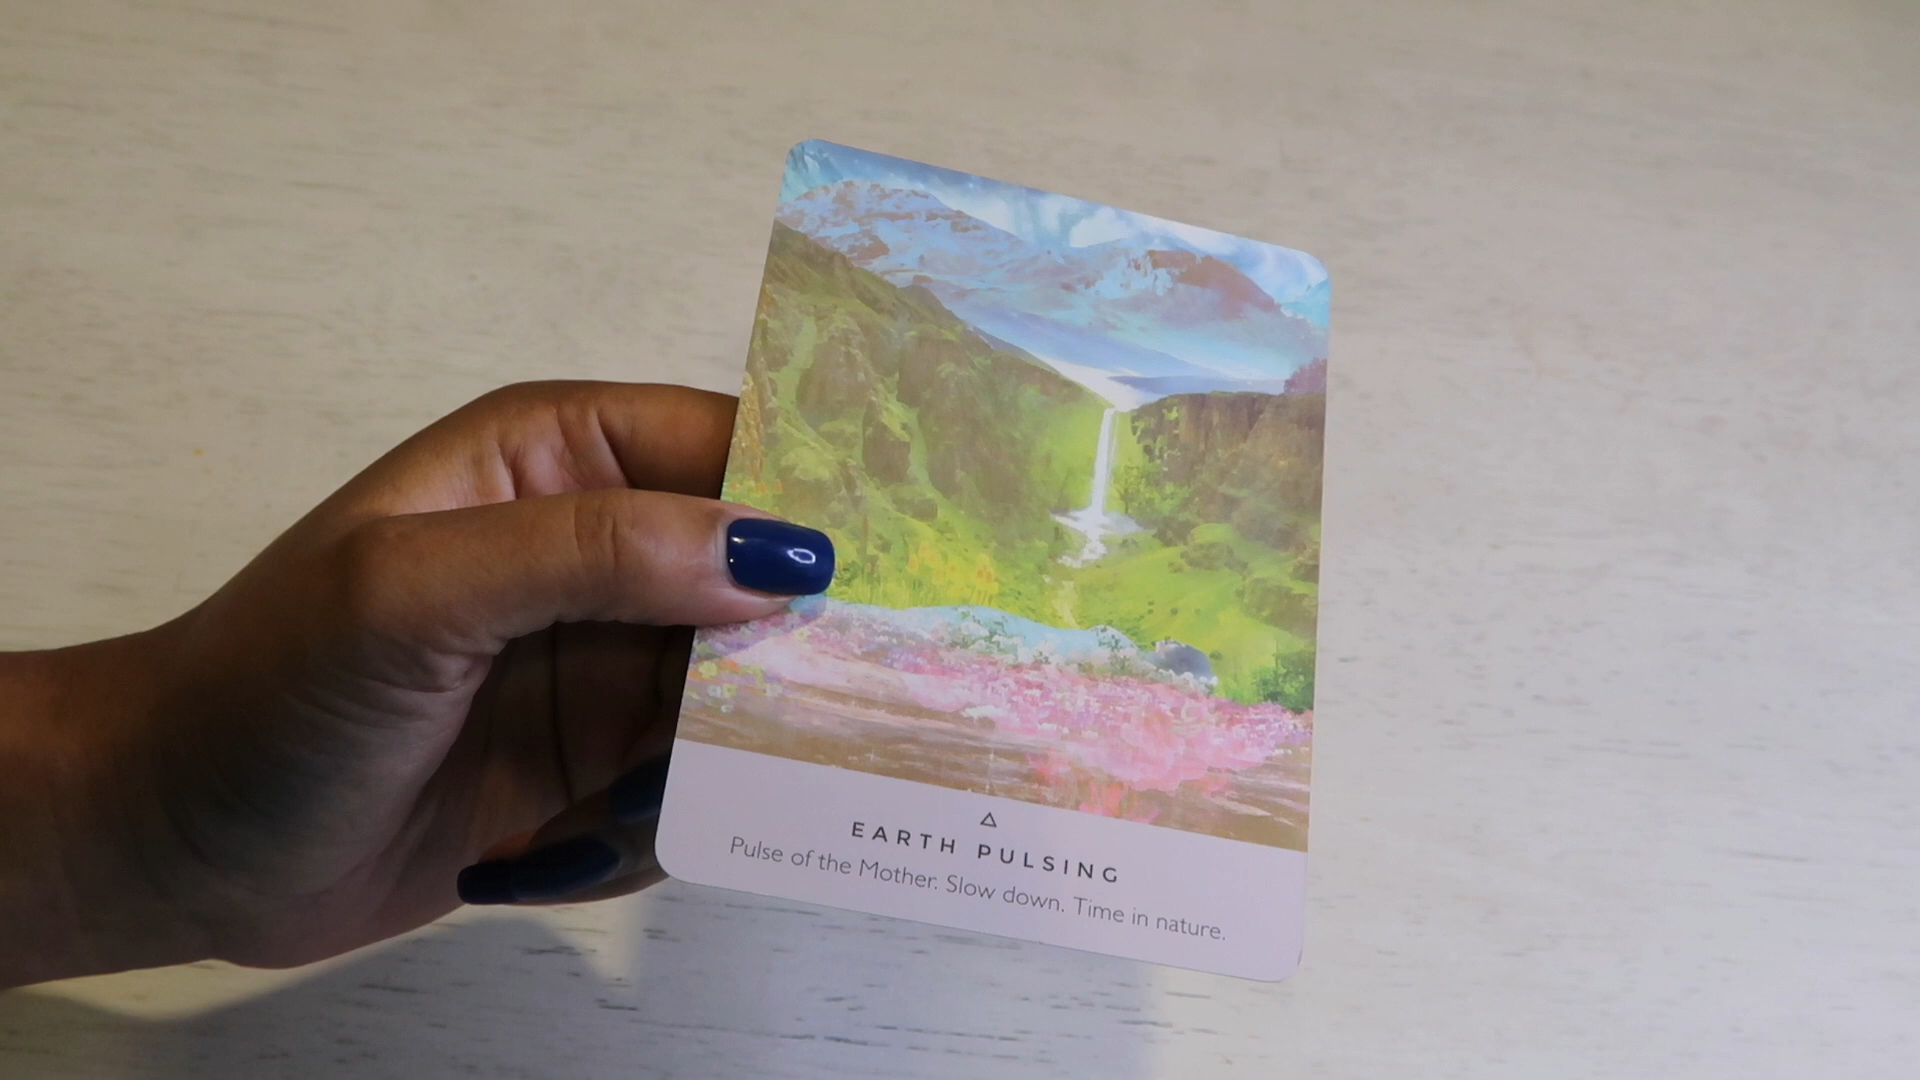 EARTH PULSING
Pulse of the Mother. Slow down. Time in nature.